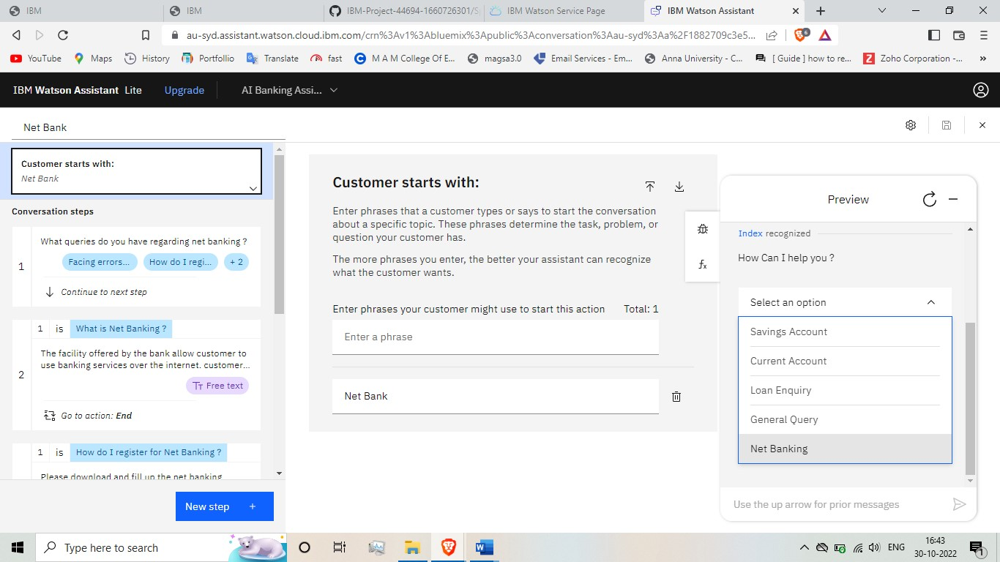 IBM
IBM
IBM-Project-44694-1660726301/Sp
IBM Watson Service Page
IBM Watson Assistant
au-syd.assistant.watson.cloud.ibm.com/crn%3Av1%3Abluemix%3Apublic%3Aconversation%3Aau-syd%3Aa%2F1882709c3e5...
6
YouTube
Maps
History
Portfollio
Translate
fast
M A M College Of E...
magsa3.0
Email Services - Em...
Anna University - C...
[ Guide ] how to re...
Zoho Corporation -...
IBM Watson Assistant Lite
Upgrade
AI Banking Assi...
Net Bank
Customer starts with:
Net Bank
Conversation steps
1
What queries do you have regarding net banking ?
Facing errors...
How do I regi...
+ 2
Continue to next step
2
1 is What is Net Banking ?
The facility offered by the bank allow customer to
use banking services over the internet. customer...
Free text
Go to action: End
1 is How do I register for Net Banking ?
Please download and fill up the net banking
New step +
Customer starts with:
Enter phrases that a customer types or says to start the conversation
about a specific topic. These phrases determine the task, problem, or
question your customer has.
The more phrases you enter, the better your assistant can recognize
what the customer wants.
Enter phrases your customer might use to start this action
Total: 1
Enter a phrase
Net Bank
Preview
Index recognized
How Can I help you ?
Select an option
Savings Account
Current Account
Loan Enquiry
General Query
Net Banking
Use the up arrow for prior messages
Type here to search
ENG
16:43
30-10-2022
1